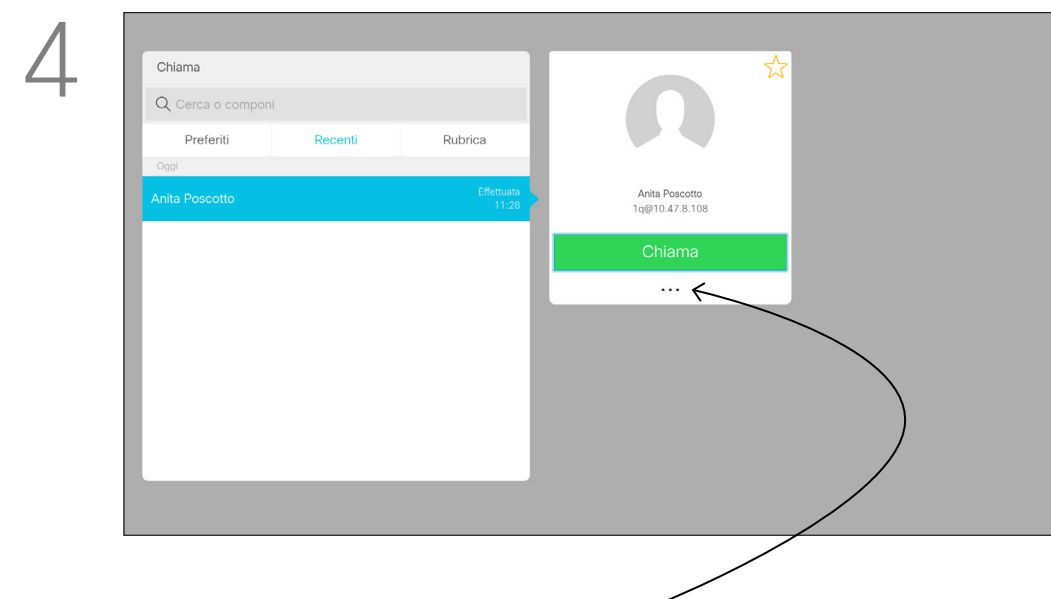 4
Chiama
Cerca o componi
Preferiti Recenti Rubrica
Oggi
Anita Poscotto
Effettuata
11:28
Anita Poscotto
1q@10.47.8.108
Chiama
...